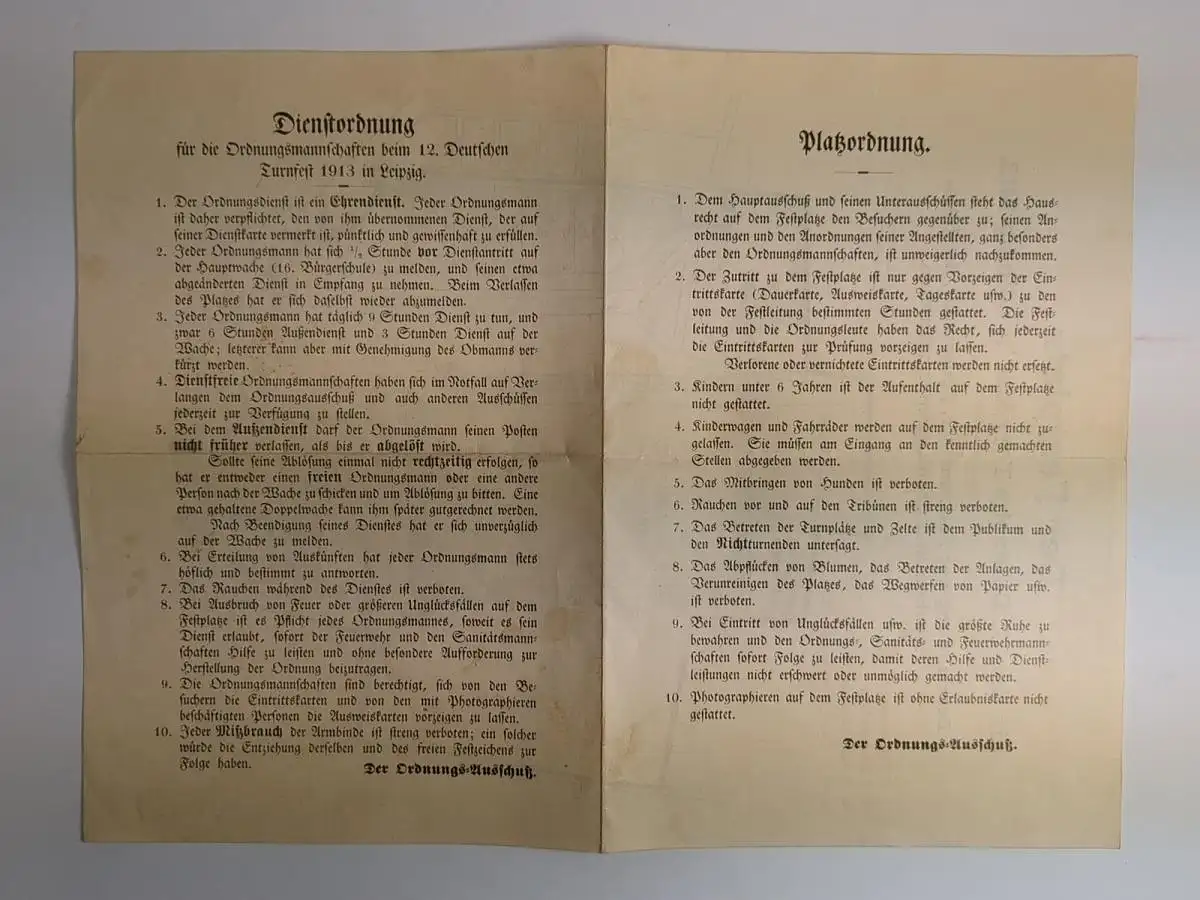 Dienstordnung
für die Ordnungsmannschaften beim 12. Deutschen
Turnfest 1913 in Leipzig.
1. Der Ordnungsdienst ist ein Ehrendienst. Jeder Ordnungsmann
ist daher verpflichtet, den von ihm übernommenen Dienst, der auf
seiner Dienstkarte vermerkt ist, pünktlich und gewissenhaft zu erfüllen.
2. Jeder Ordnungsmann hat sich ½ Stunde vor Dienstantritt auf
der Hauptwache (16. Bürgerschule) zu melden, und seinen etwa
abgeänderten Dienst in Empfang zu nehmen. Beim Verlassen
des Platzes hat er sich daselbst wieder abzumelden.
3. Jeder Ordnungsmann hat täglich 9 Stunden Dienst zu tun, und
zwar 6 Stunden Außendienst und 3 Stunden Dienst auf der
Wache; letzterer kann aber mit Genehmigung des Obmanns ver-
kürzt werden.
4. Dienstfreie Ordnungsmannschaften haben sich im Notfall auf Ver-
langen dem Ordnungsausschuß und auch anderen Ausschüssen
jederzeit zur Verfügung zu stellen.
5. Bei dem Außendienst darf der Ordnungsmann seinen Posten
nicht früher verlassen, als bis er abgelöst wird.
Sollte seine Ablösung einmal nicht rechtzeitig erfolgen, so
hat er entweder einen freien Ordnungsmann oder eine andere
Person nach der Wache zu schicken und um Ablösung zu bitten. Eine
etwa gehaltene Doppelwache kann ihm später gutgerechnet werden.
Nach Beendigung seines Dienstes hat er sich unverzüglich
auf der Wache zu melden.
6. Bei Erteilung von Auskünften hat jeder Ordnungsmann stets
höflich und bestimmt zu antworten.
7. Das Rauchen während des Dienstes ist verboten.
8. Bei Ausbruch von Feuer oder größeren Unglücksfällen auf dem
Festplatze ist es Pflicht jedes Ordnungsmannes, soweit es sein
Dienst erlaubt, sofort der Feuerwehr und den Sanitätsmann-
schaften Hilfe zu leisten und ohne besondere Aufforderung zur
Herstellung der Ordnung beizutragen.
9. Die Ordnungsmannschaften sind berechtigt, sich von den Be-
suchern die Eintrittskarten und von den mit Photographieren
beschäftigten Personen die Ausweiskarten vorzeigen zu lassen.
10. Jeder Mißbrauch der Armbinde ist streng verboten; ein solcher
würde die Entziehung derselben und des freien Festzeichens zur
Folge haben.
Der Ordnungs-Ausschuß.
Platzordnung.
1. Dem Hauptausschuß und seinen Unterausschüssen steht das Haus-
recht auf dem Festplatze den Besuchern gegenüber zu; seinen An-
ordnungen und den Anordnungen seiner Angestellten, ganz besonders
aber den Ordnungsmannschaften, ist unweigerlich nachzukommen.
2. Der Zutritt zu dem Festplatze ist nur gegen Vorzeigen der Ein-
trittskarte (Dauerkarte, Ausweiskarte, Tageskarte usw.) zu den
von der Festleitung bestimmten Stunden gestattet. Die Fest-
leitung und die Ordnungsleute haben das Recht, sich jederzeit
die Eintrittskarten zur Prüfung vorzeigen zu lassen.
Verlorene oder vernichtete Eintrittskarten werden nicht ersetzt.
3. Kindern unter 6 Jahren ist der Aufenthalt auf dem Festplatze
nicht gestattet.
4. Kinderwagen und Fahrräder werden auf dem Festplatze nicht zu-
gelassen. Sie müssen am Eingang an den kenntlich gemachten
Stellen abgegeben werden.
5. Das Mitbringen von Hunden ist verboten.
6. Rauchen vor und auf den Tribünen ist streng verboten.
7. Das Betreten der Turnplätze und Zelte ist dem Publikum und
den Nichtturnenden untersagt.
8. Das Abpflücken von Blumen, das Betreten der Anlagen, das
Verunreinigen des Platzes, das Wegwerfen von Papier usw.
ist verboten.
9. Bei Eintritt von Unglücksfällen usw. ist die größte Ruhe zu
bewahren und den Ordnungs-, Sanitäts- und Feuerwehrmann-
schaften sofort Folge zu leisten, damit deren Hilfe und Dienst-
leistungen nicht erschwert oder unmöglich gemacht werden.
10. Photographieren auf dem Festplatze ist ohne Erlaubniskarte nicht
gestattet.
Der Ordnungs-Ausschuß.